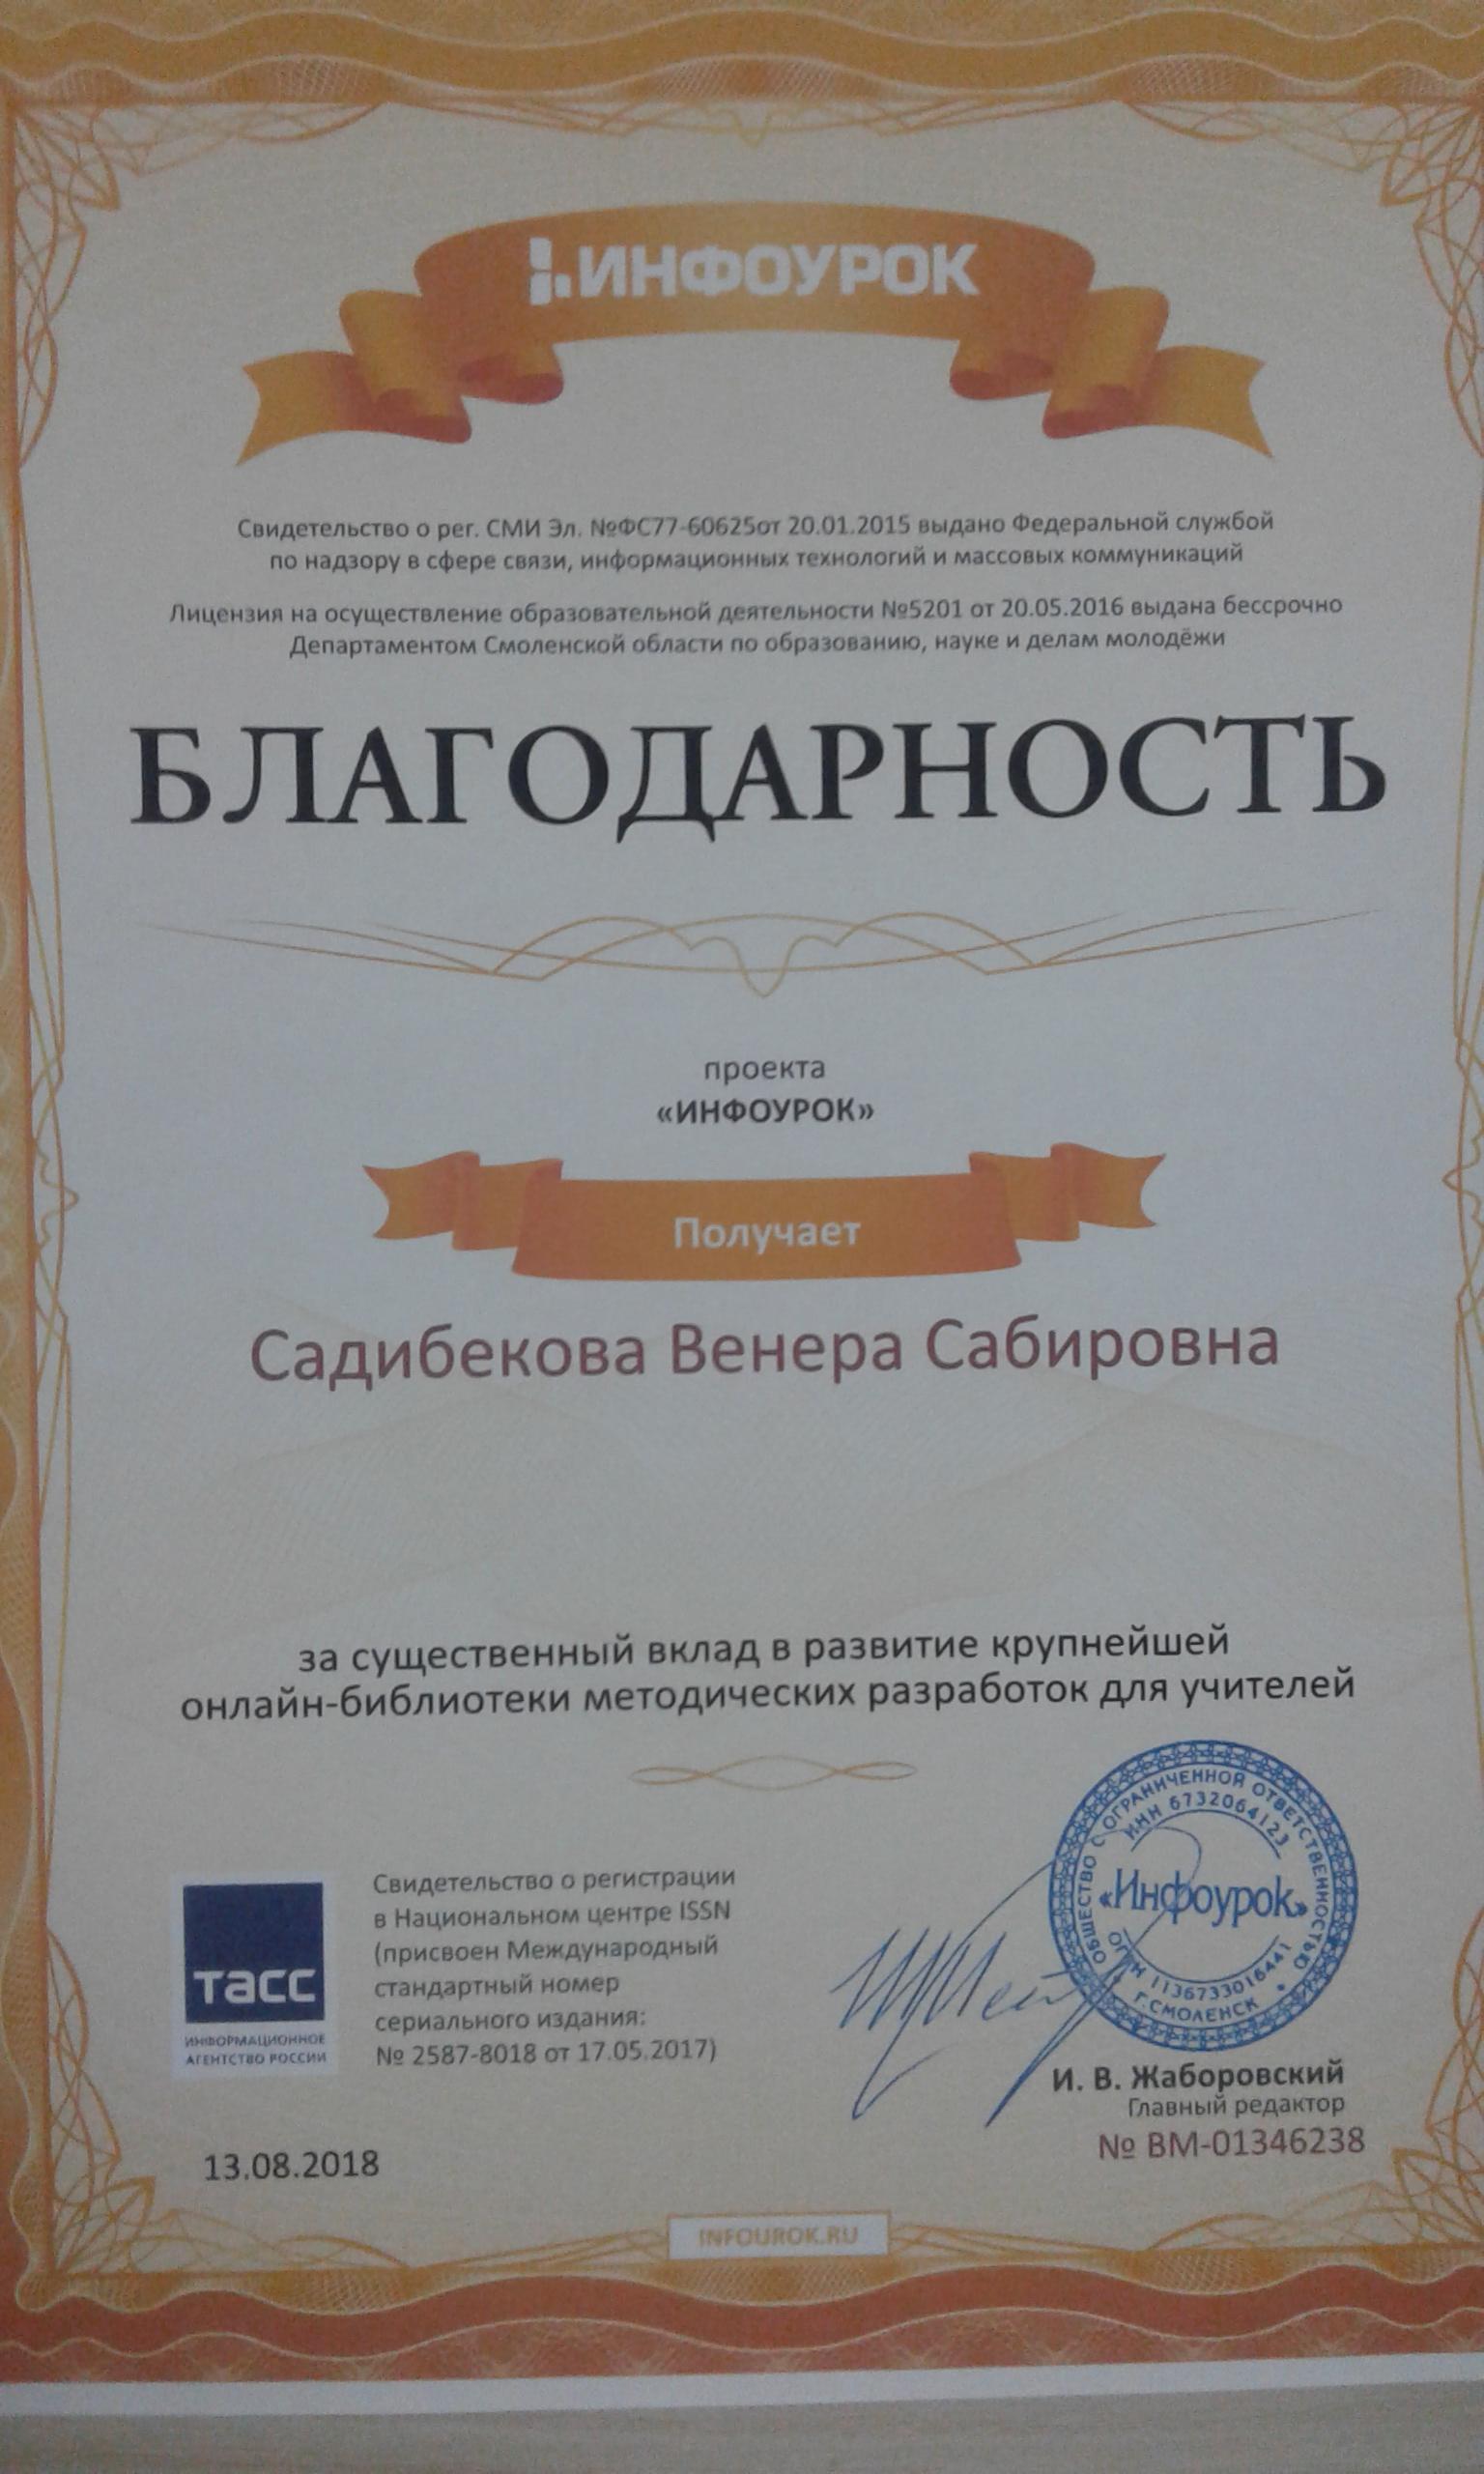 ИНФОУРОК
Свидетельство о рег. СМИ Эл. №ФС77-60625от 20.01.2015 выдано Федеральной службой
по надзору в сфере связи, информационных технологий и массовых коммуникаций
Лицензия на осуществление образовательной деятельности №5201 от 20.05.2016 выдана бессрочно
Департаментом Смоленской области по образованию, науке и делам молодёжи
БЛАГОДАРНОСТЬ
проекта
«ИНФОУРОК»
Получает
Садибекова Венера Сабировна
за существенный вклад в развитие крупнейшей
онлайн-библиотеки методических разработок для учителей
ТАСС
ИНФОРМАЦИОННОЕ
АГЕНТСТВО РОССИИ
Свидетельство о регистрации
в Национальном центре ISSN
(присвоен Международный
стандартный номер
сериального издания:
№ 2587-8018 от 17.05.2017)
ОБЩЕСТВО С ОГРАНИЧЕННОЙ ОТВЕТСТВЕННОСТЬЮ
ИНН 6732064123
«Инфоурок»
ОГРН 1136733016441
Г.СМОЛЕНСК
И. В. Жаборовский
Главный редактор
№ ВМ-01346238
13.08.2018
INFOUROK.RU